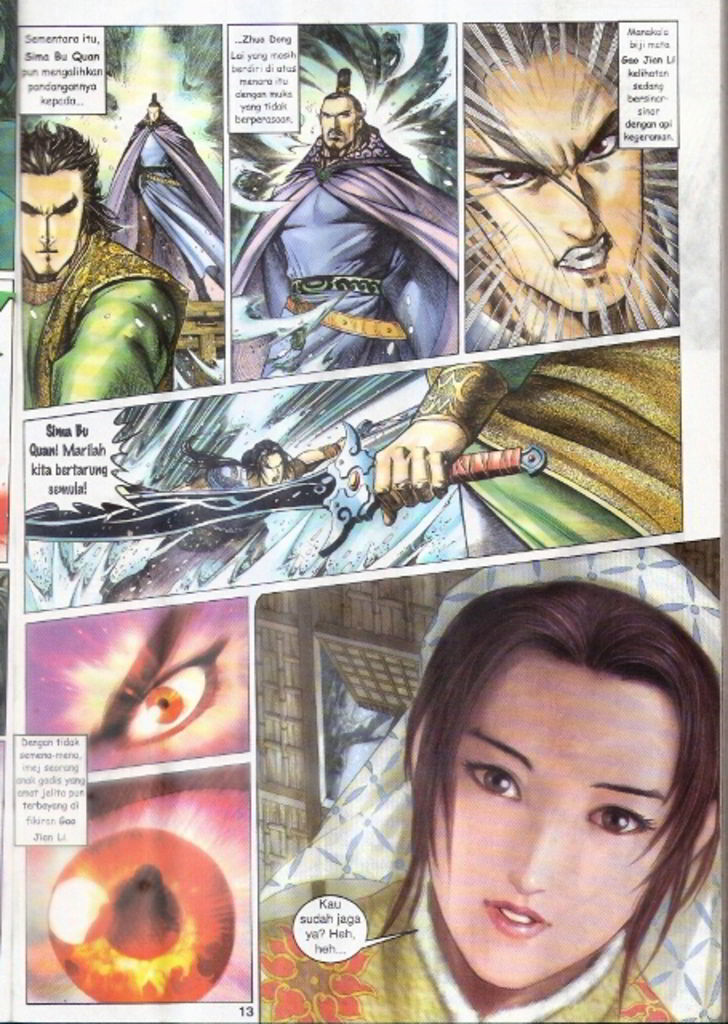 Sementara itu,
Sima Bu Quan
pun mengalihkan
pandangannya
kepada...
...Zhuo Dong
Lai yang masih
berdiri di atas
menara itu
dengan muka
yang tidak
berperasaan.
Manakala
biji mata
Gao Jian Li
kelihatan
sedang
bersinar-
sinar
dengan api
kegeraman.
Sima Bu
Quan! Marilah
kita bertarung
semula!
Dengan tidak
semena-mena,
imej seorang
anak gadis yang
amat jelita pun
terbayang di
fikiran Gao
Jian Li.
Kau
sudah jaga
ya? Heh,
heh...
13